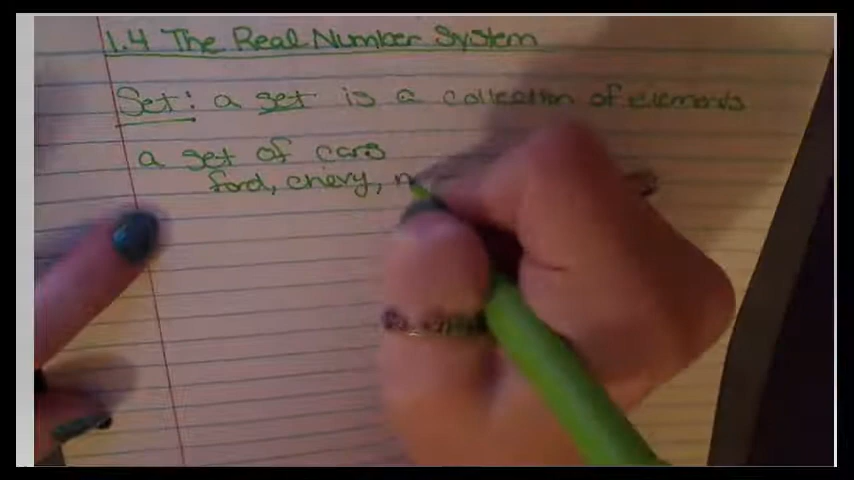 1.4 The Real Number System
Set: a set is a collection of elements
a set of cars
ford, chevy,